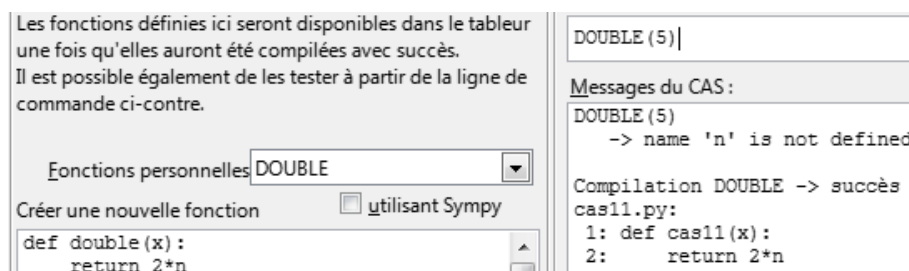 Les fonctions définies ici seront disponibles dans le tableur
une fois qu'elles auront été compilées avec succès.
Il est possible également de les tester à partir de la ligne de
commande ci-contre.
Fonctions personnelles DOUBLE
Créer une nouvelle fonction utilisant Sympy
def double(x):
    return 2*n
DOUBLE(5)
Messages du CAS :
DOUBLE(5)
   -> name 'n' is not defined
Compilation DOUBLE -> succès
cas11.py:
 1: def cas11(x):
 2:     return 2*n